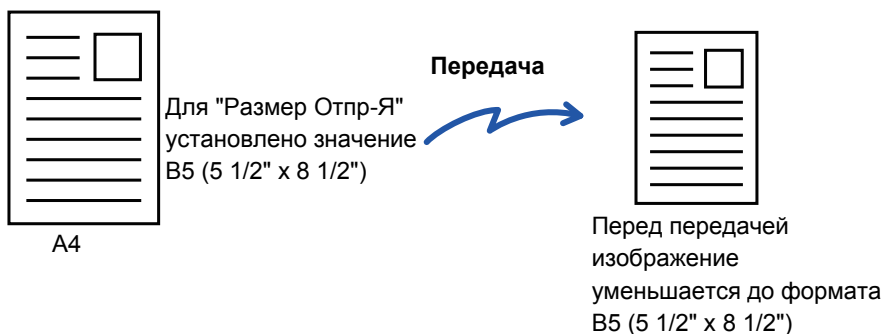 Передача
Для "Размер Отпр-Я"
установлено значение
B5 (5 1/2" x 8 1/2")
A4
Перед передачей
изображение
уменьшается до формата
B5 (5 1/2" x 8 1/2")